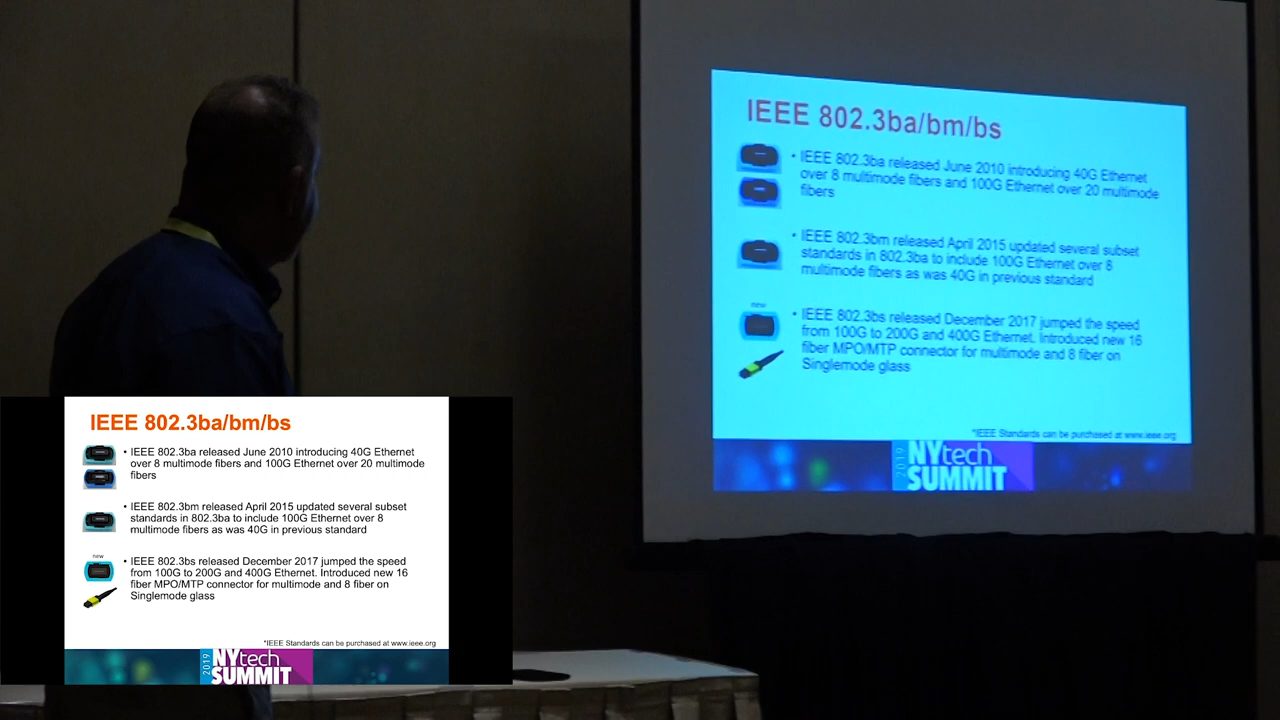 IEEE 802.3ba/bm/bs
• IEEE 802.3ba released June 2010 introducing 40G Ethernet
over 8 multimode fibers and 100G Ethernet over 20 multimode
fibers
• IEEE 802.3bm released April 2015 updated several subset
standards in 802.3ba to include 100G Ethernet over 8
multimode fibers as was 40G in previous standard
new
• IEEE 802.3bs released December 2017 jumped the speed
from 100G to 200G and 400G Ethernet. Introduced new 16
fiber MPO/MTP connector for multimode and 8 fiber on
Singlemode glass
*IEEE Standards can be purchased at www.ieee.org
2019
NYtech
SUMMIT
IEEE 802.3ba/bm/bs
• IEEE 802.3ba released June 2010 introducing 40G Ethernet
over 8 multimode fibers and 100G Ethernet over 20 multimode
fibers
• IEEE 802.3bm released April 2015 updated several subset
standards in 802.3ba to include 100G Ethernet over 8
multimode fibers as was 40G in previous standard
new
• IEEE 802.3bs released December 2017 jumped the speed
from 100G to 200G and 400G Ethernet. Introduced new 16
fiber MPO/MTP connector for multimode and 8 fiber on
Singlemode glass
*IEEE Standards can be purchased at www.ieee.org
2019
NYtech
SUMMIT